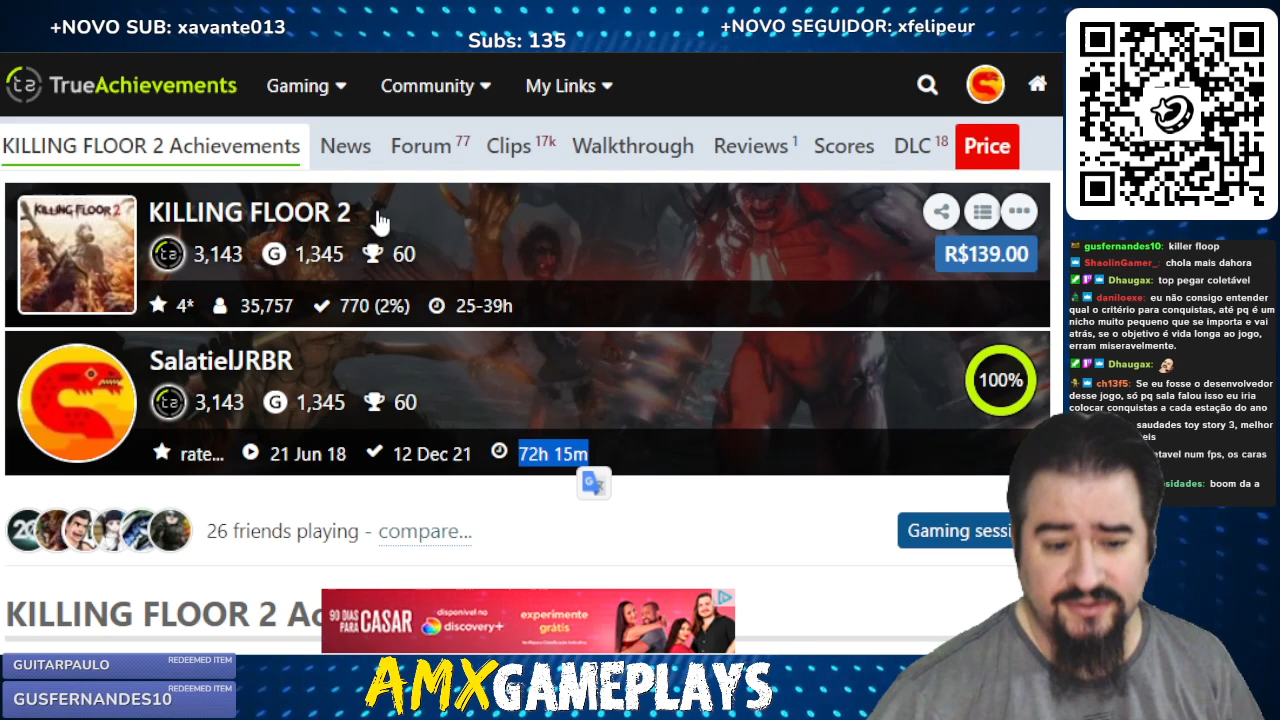 +NOVO SUB: xavante013
Subs: 135
+NOVO SEGUIDOR: xfelipeur
ta TrueAchievements
Gaming
Community
My Links
KILLING FLOOR 2 Achievements
News
Forum 77
Clips 17k
Walkthrough
Reviews 1
Scores
DLC 18
Price
KILLING FLOOR 2
KILLING FLOOR 2
3,143
1,345
60
R$139.00
4*
35,757
770 (2%)
25-39h
SalatielJRBR
3,143
1,345
60
100%
rate...
21 Jun 18
12 Dec 21
72h 15m
26 friends playing - compare...
Gaming sessi
KILLING FLOOR 2 Ac
90 DIAS PARA CASAR
disponível no
discovery+
experimente
grátis
GUITARPAULO
REDEEMED ITEM
GUSFERNANDES10
REDEEMED ITEM
AMXGAMEPLAYS
gusfernandes10: killer floop
ShaolinGamer_: chola mais dahora
Dhaugax: top pegar coletável
daniloexe: eu não consigo entender
qual o critério para conquistas, até pq é um
nicho muito pequeno que se importa e vai
atrás, se o objetivo é vida longa ao jogo,
erram miseravelmente.
Dhaugax:
ch13f5: Se eu fosse o desenvolvedor
desse jogo, só pq sala falou isso eu iria
colocar conquistas a cada estação do ano
saudades toy story 3, melhor
eis
etavel num fps, os caras
sidades: boom da a